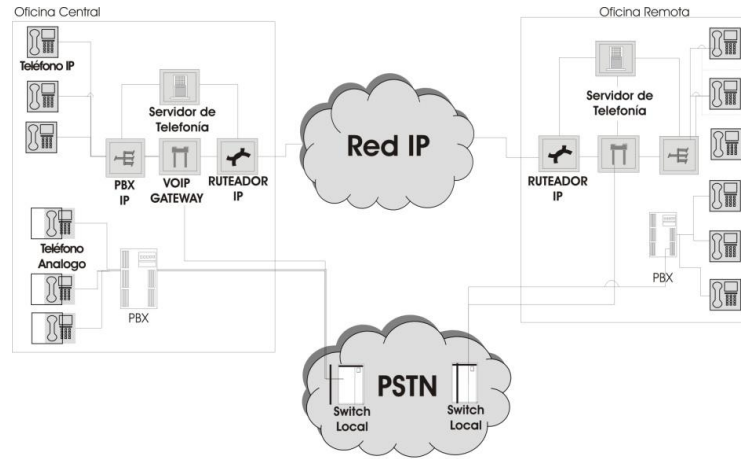 Oficina Central
Oficina Remota
Teléfono IP
Servidor de
Telefonía
Servidor de
Telefonía
Red IP
PBX
IP
VOIP
GATEWAY
RUTEADOR
IP
RUTEADOR
IP
Teléfono
Analogo
PBX
PBX
PSTN
Switch
Local
Switch
Local